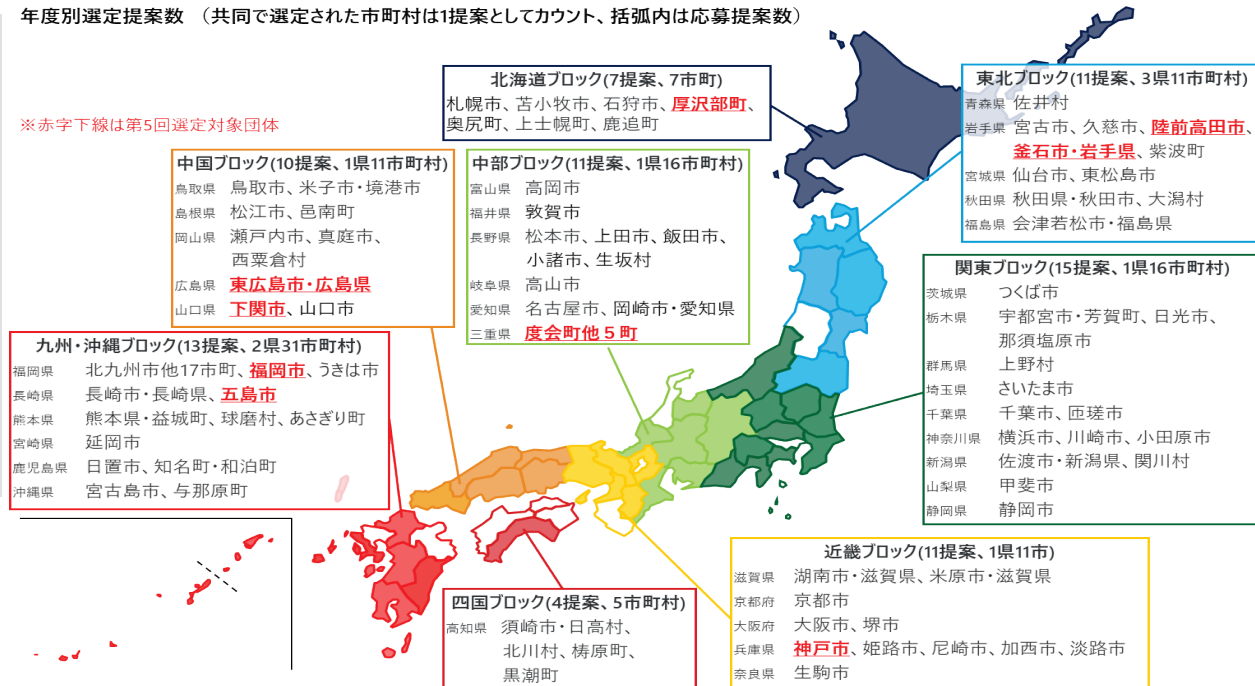 年度別選定提案数 （共同で選定された市町村は1提案としてカウント、括弧内は応募提案数）
※赤字下線は第5回選定対象団体
北海道ブロック(7提案、7市町)
札幌市、苫小牧市、石狩市、厚沢部町、
奥尻町、上士幌町、鹿追町
東北ブロック(11提案、3県11市町村)
青森県 佐井村
岩手県 宮古市、久慈市、陸前高田市、
釜石市・岩手県、紫波町
宮城県 仙台市、東松島市
秋田県 秋田県・秋田市、大潟村
福島県 会津若松市・福島県
中国ブロック(10提案、1県11市町村)
鳥取県 鳥取市、米子市・境港市
島根県 松江市、邑南町
岡山県 瀬戸内市、真庭市、
西粟倉村
広島県 東広島市・広島県
山口県 下関市、山口市
中部ブロック(11提案、1県16市町村)
富山県 高岡市
福井県 敦賀市
長野県 松本市、上田市、飯田市、
小諸市、生坂村
岐阜県 高山市
愛知県 名古屋市、岡崎市・愛知県
三重県 度会町他５町
関東ブロック(15提案、1県16市町村)
茨城県 つくば市
栃木県 宇都宮市・芳賀町、日光市、
那須塩原市
群馬県 上野村
埼玉県 さいたま市
千葉県 千葉市、匝瑳市
神奈川県 横浜市、川崎市、小田原市
新潟県 佐渡市・新潟県、関川村
山梨県 甲斐市
静岡県 静岡市
九州・沖縄ブロック(13提案、2県31市町村)
福岡県 北九州市他17市町、福岡市、うきは市
長崎県 長崎市・長崎県、五島市
熊本県 熊本県・益城町、球磨村、あさぎり町
宮崎県 延岡市
鹿児島県 日置市、知名町・和泊町
沖縄県 宮古島市、与那原町
四国ブロック(4提案、5市町村)
高知県 須崎市・日高村、
北川村、梼原町、
黒潮町
近畿ブロック(11提案、1県11市)
滋賀県 湖南市・滋賀県、米原市・滋賀県
京都府 京都市
大阪府 大阪市、堺市
兵庫県 神戸市、姫路市、尼崎市、加西市、淡路市
奈良県 生駒市